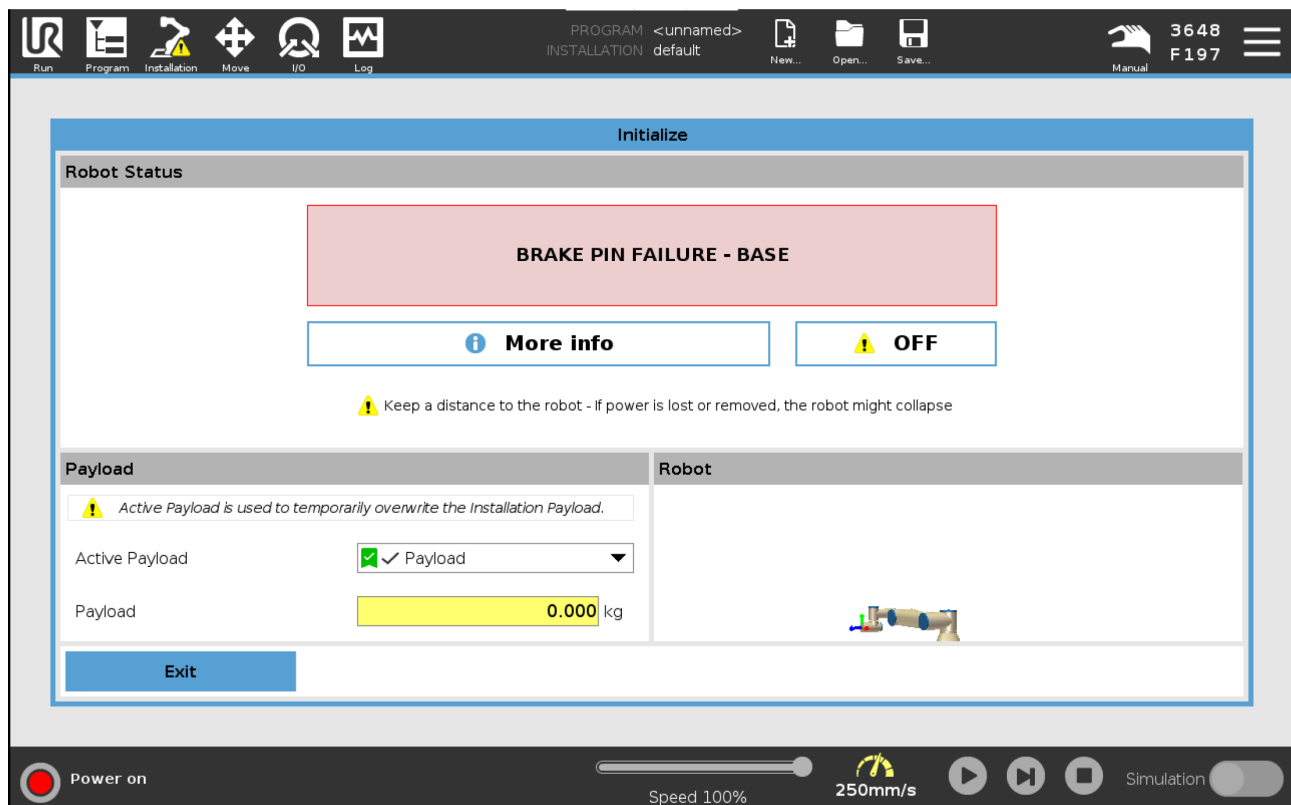 PROGRAM <unnamed>
INSTALLATION default
3648
F197
Run
Program
Installation
Move
I/O
Log
New...
Open...
Save...
Manual
Initialize
Robot Status
BRAKE PIN FAILURE - BASE
More info
OFF
Keep a distance to the robot - If power is lost or removed, the robot might collapse
Payload
Robot
Active Payload is used to temporarily overwrite the Installation Payload.
Active Payload
Payload
Payload
0.000 kg
Exit
Power on
Speed 100%
250mm/s
Simulation